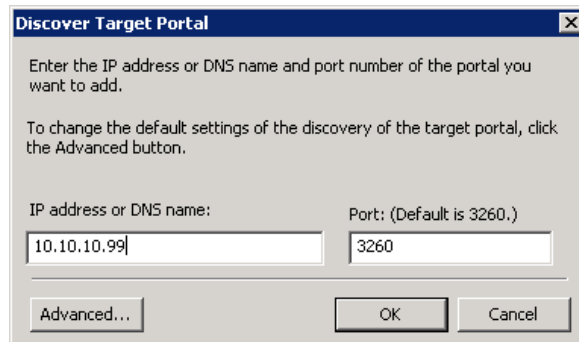 Discover Target Portal
Enter the IP address or DNS name and port number of the portal you
want to add.
To change the default settings of the discovery of the target portal, click
the Advanced button.
IP address or DNS name:
Port: (Default is 3260.)
10.10.10.99
3260
Advanced...
OK
Cancel